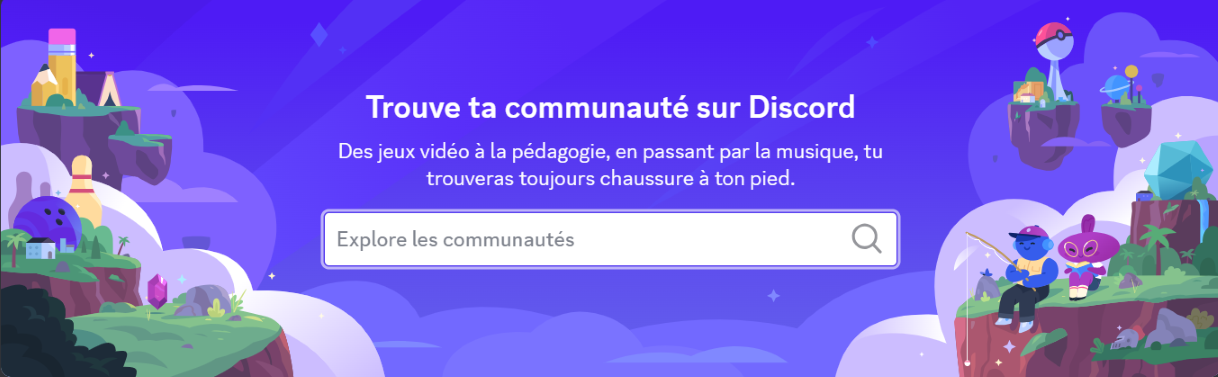 Trouve ta communauté sur Discord
Des jeux vidéo à la pédagogie, en passant par la musique, tu
trouveras toujours chaussure à ton pied.
Explore les communautés